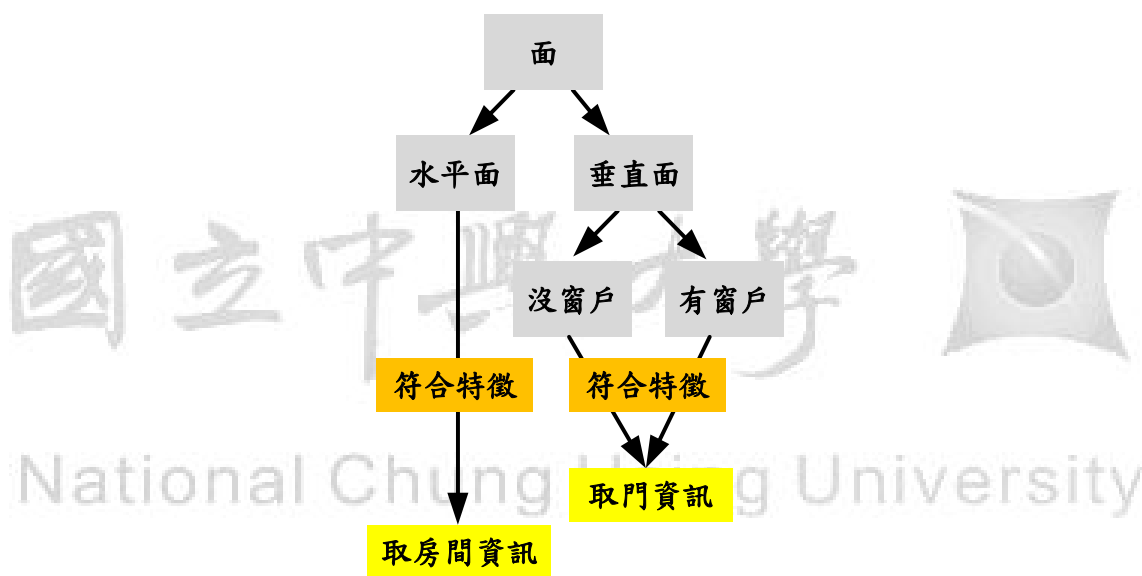 面
水平面
垂直面
沒窗戶
有窗戶
符合特徵
符合特徵
取門資訊
取房間資訊
國立中興大學
National Chung Hsing University